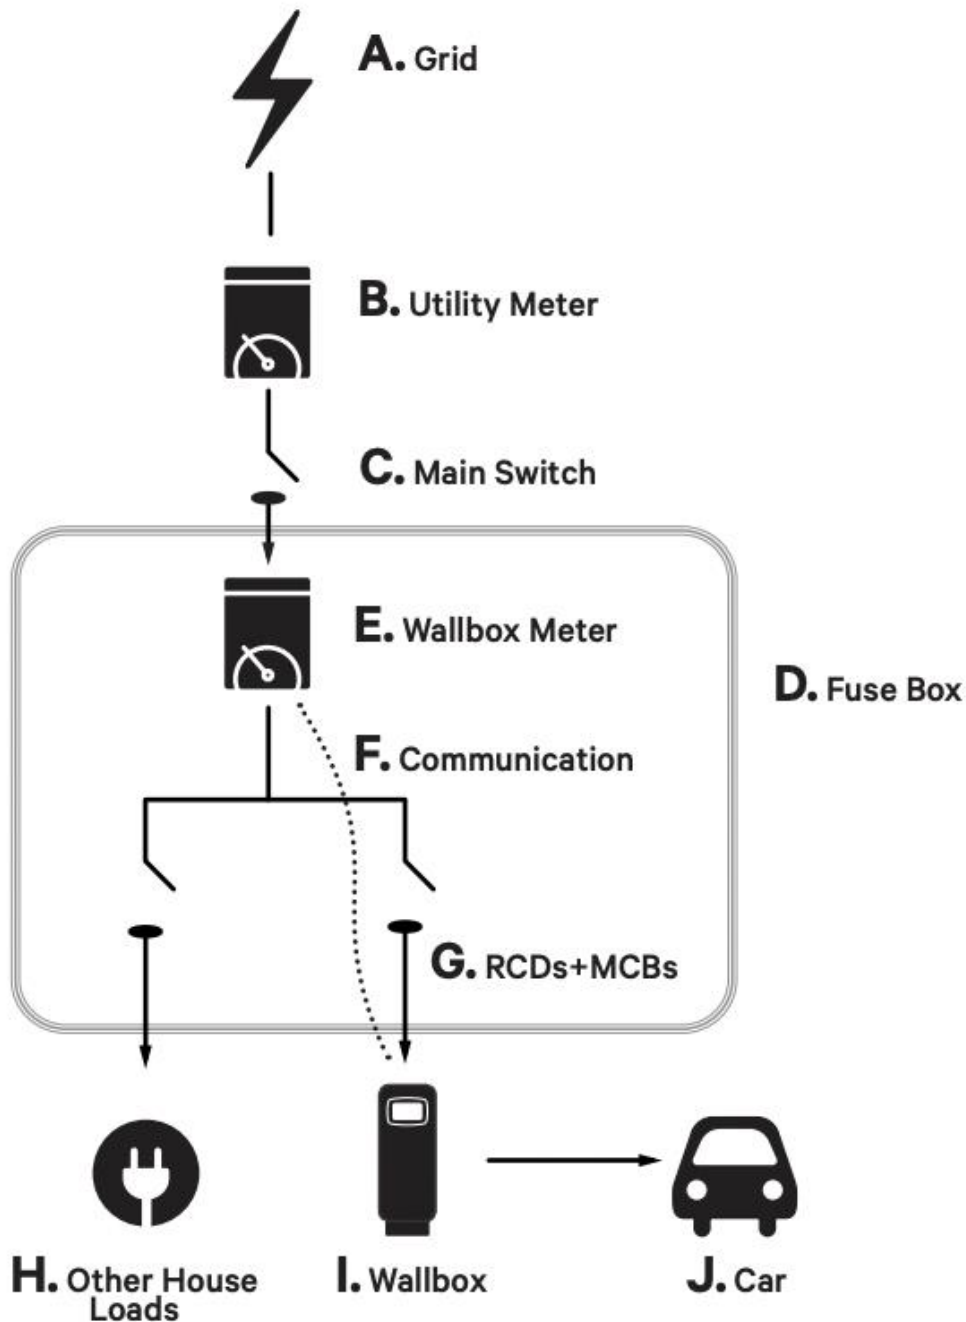 A. Grid
B. Utility Meter
C. Main Switch
E. Wallbox Meter
D. Fuse Box
F. Communication
G. RCDs+MCBs
H. Other House
Loads
I. Wallbox
J. Car